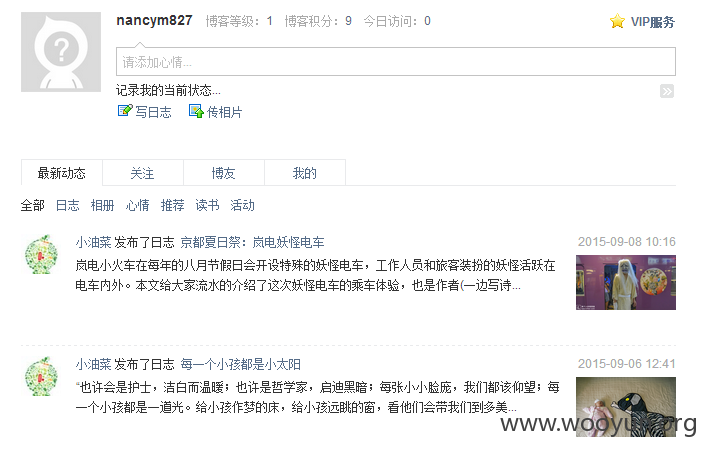 nancym827 博客等级：1 博客积分：9 今日访问：0 VIP服务
请添加心情...
记录我的当前状态...
写日志 传相片
最新动态 关注 博友 我的
全部 日志 相册 心情 推荐 读书 活动
小油菜 发布了日志 京都夏日祭：岚电妖怪电车 2015-09-08 10:16
岚电小火车在每年的八月节假日会开设特殊的妖怪电车，工作人员和旅客装扮的妖怪活跃在
电车内外。本文给大家流水的介绍了这次妖怪电车的乘车体验，也是作者(一边写诗...
小油菜 发布了日志 每一个小孩都是小太阳 2015-09-06 12:41
“也许会是护士，洁白而温暖；也许是哲学家，启迪黑暗；每张小小脸庞，我们都该仰望；每
一个小孩都是一道光。给小孩作梦的床，给小孩远眺的窗，看他们会带我们到多美...
www.wooyun.org